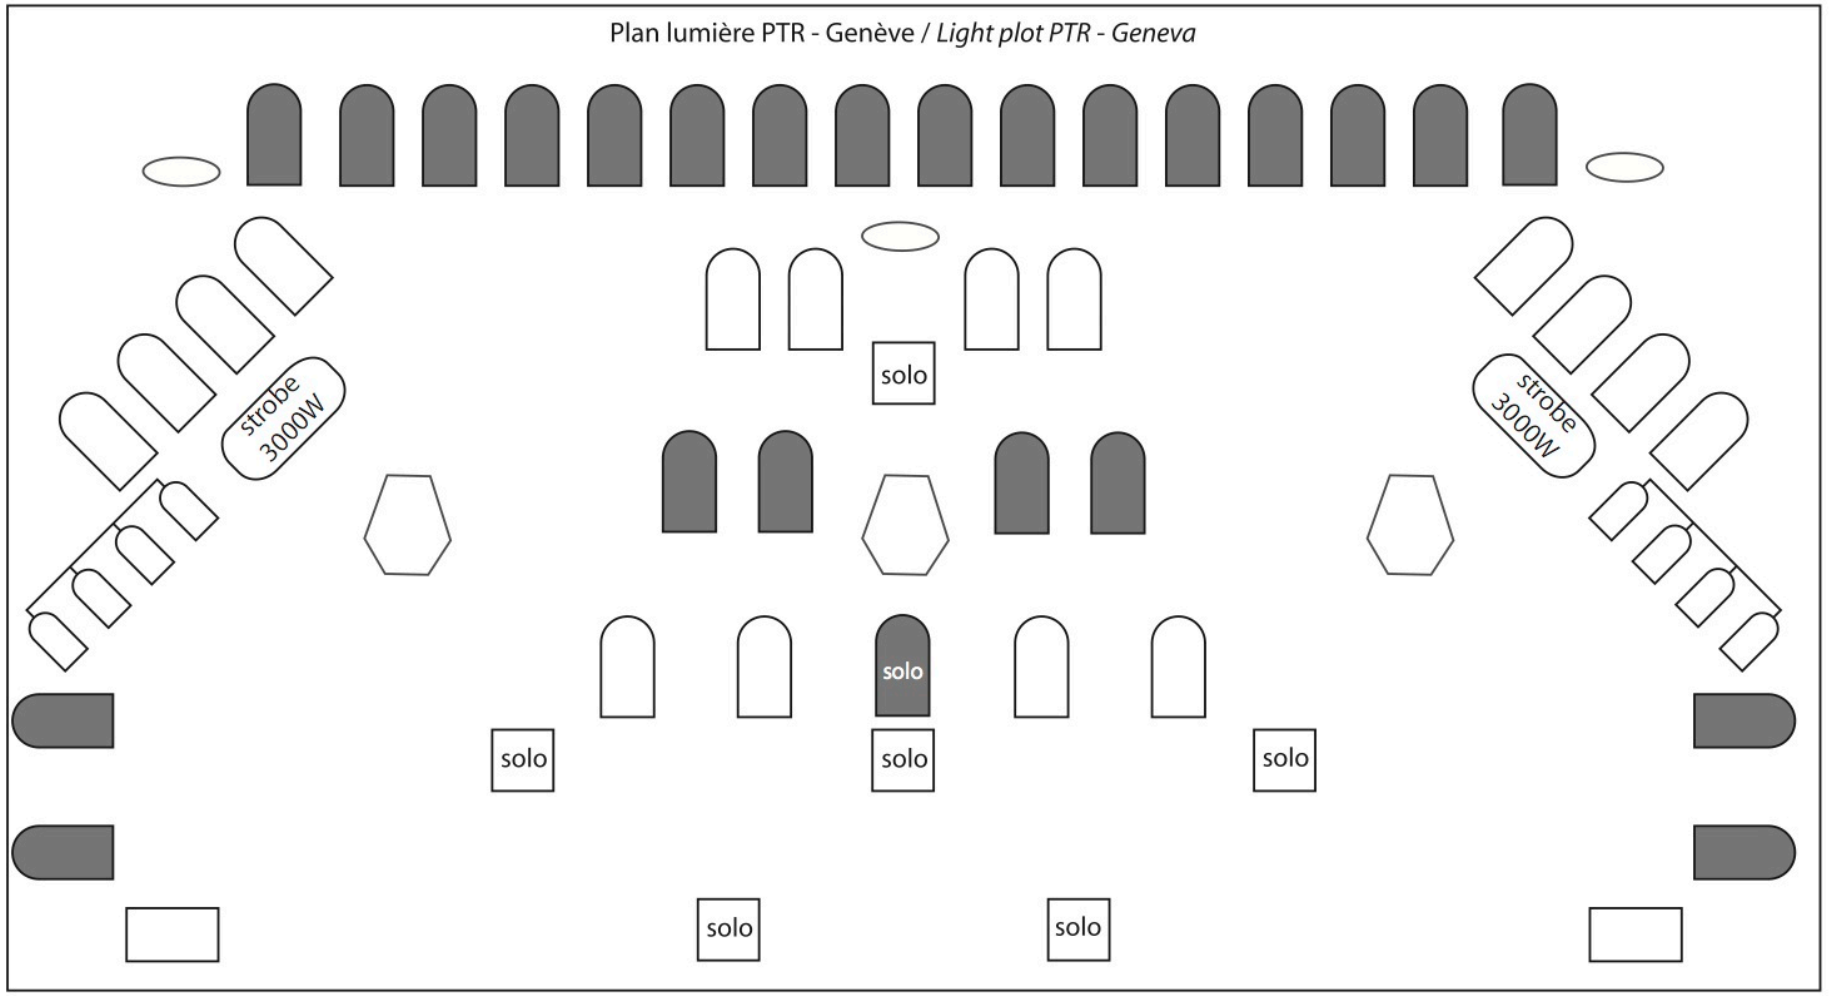 Plan lumière PTR - Genève / Light plot PTR - Geneva
solo
strobe
3000W
strobe
3000W
solo
solo
solo
solo
solo
solo